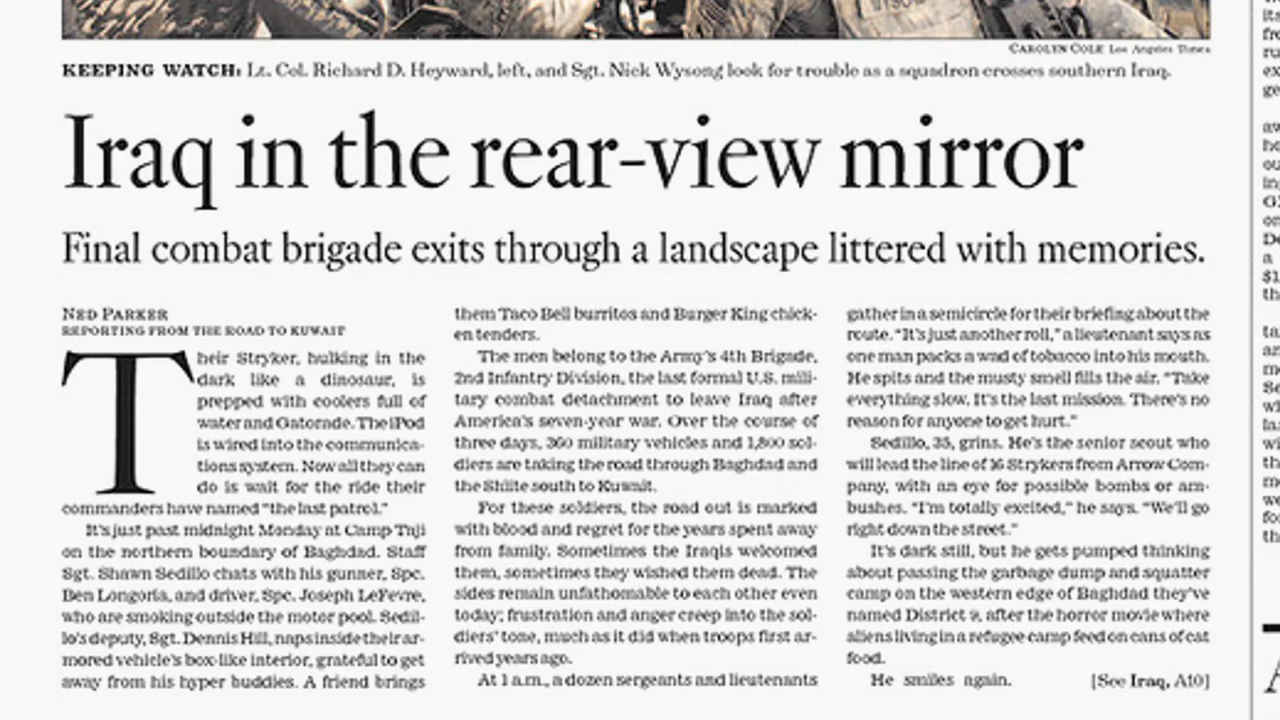 CAROLYN COLE Los Angeles Times
KEEPING WATCH: Lt. Col. Richard D. Heyward, left, and Sgt. Nick Wysong look for trouble as a squadron crosses southern Iraq.
Iraq in the rear-view mirror
Final combat brigade exits through a landscape littered with memories.
NED PARKER
REPORTING FROM THE ROAD TO KUWAIT
Their Stryker, hulking in the
dark like a dinosaur, is
prepped with coolers full of
water and Gatorade. The iPod
is wired into the communica-
tions system. Now all they can
do is wait for the ride their
commanders have named "the last patrol."
It's just past midnight Monday at Camp Taji
on the northern boundary of Baghdad. Staff
Sgt. Shawn Sedillo chats with his gunner, Spc.
Ben Longoria, and driver, Spc. Joseph LeFevre,
who are smoking outside the motor pool. Sedil-
lo's deputy, Sgt. Dennis Hill, naps inside their ar-
mored vehicle's box-like interior, grateful to get
away from his hyper buddies. A friend brings
them Taco Bell burritos and Burger King chick-
en tenders.
The men belong to the Army's 4th Brigade,
2nd Infantry Division, the last formal U.S. mili-
tary combat detachment to leave Iraq after
America's seven-year war. Over the course of
three days, 360 military vehicles and 1,800 sol-
diers are taking the road through Baghdad and
the Shiite south to Kuwait.
For these soldiers, the road out is marked
with blood and regret for the years spent away
from family. Sometimes the Iraqis welcomed
them, sometimes they wished them dead. The
sides remain unfathomable to each other even
today; frustration and anger creep into the sol-
diers' tone, much as it did when troops first ar-
rived years ago.
At 1 a.m., a dozen sergeants and lieutenants
gather in a semicircle for their briefing about the
route. "It's just another roll," a lieutenant says as
one man packs a wad of tobacco into his mouth.
He spits and the musty smell fills the air. "Take
everything slow. It's the last mission. There's no
reason for anyone to get hurt."
Sedillo, 35, grins. He's the senior scout who
will lead the line of 16 Strykers from Arrow Com-
pany, with an eye for possible bombs or am-
bushes. "I'm totally excited," he says. "We'll go
right down the street."
It's dark still, but he gets pumped thinking
about passing the garbage dump and squatter
camp on the western edge of Baghdad they've
named District 9, after the horror movie where
aliens living in a refugee camp feed on cans of cat
food.
He smiles again. [See Iraq, A10]